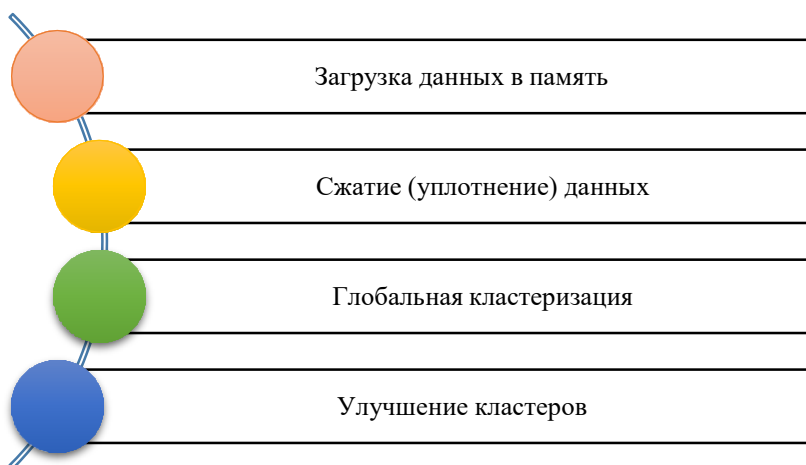 Загрузка данных в память
Сжатие (уплотнение) данных
Глобальная кластеризация
Улучшение кластеров